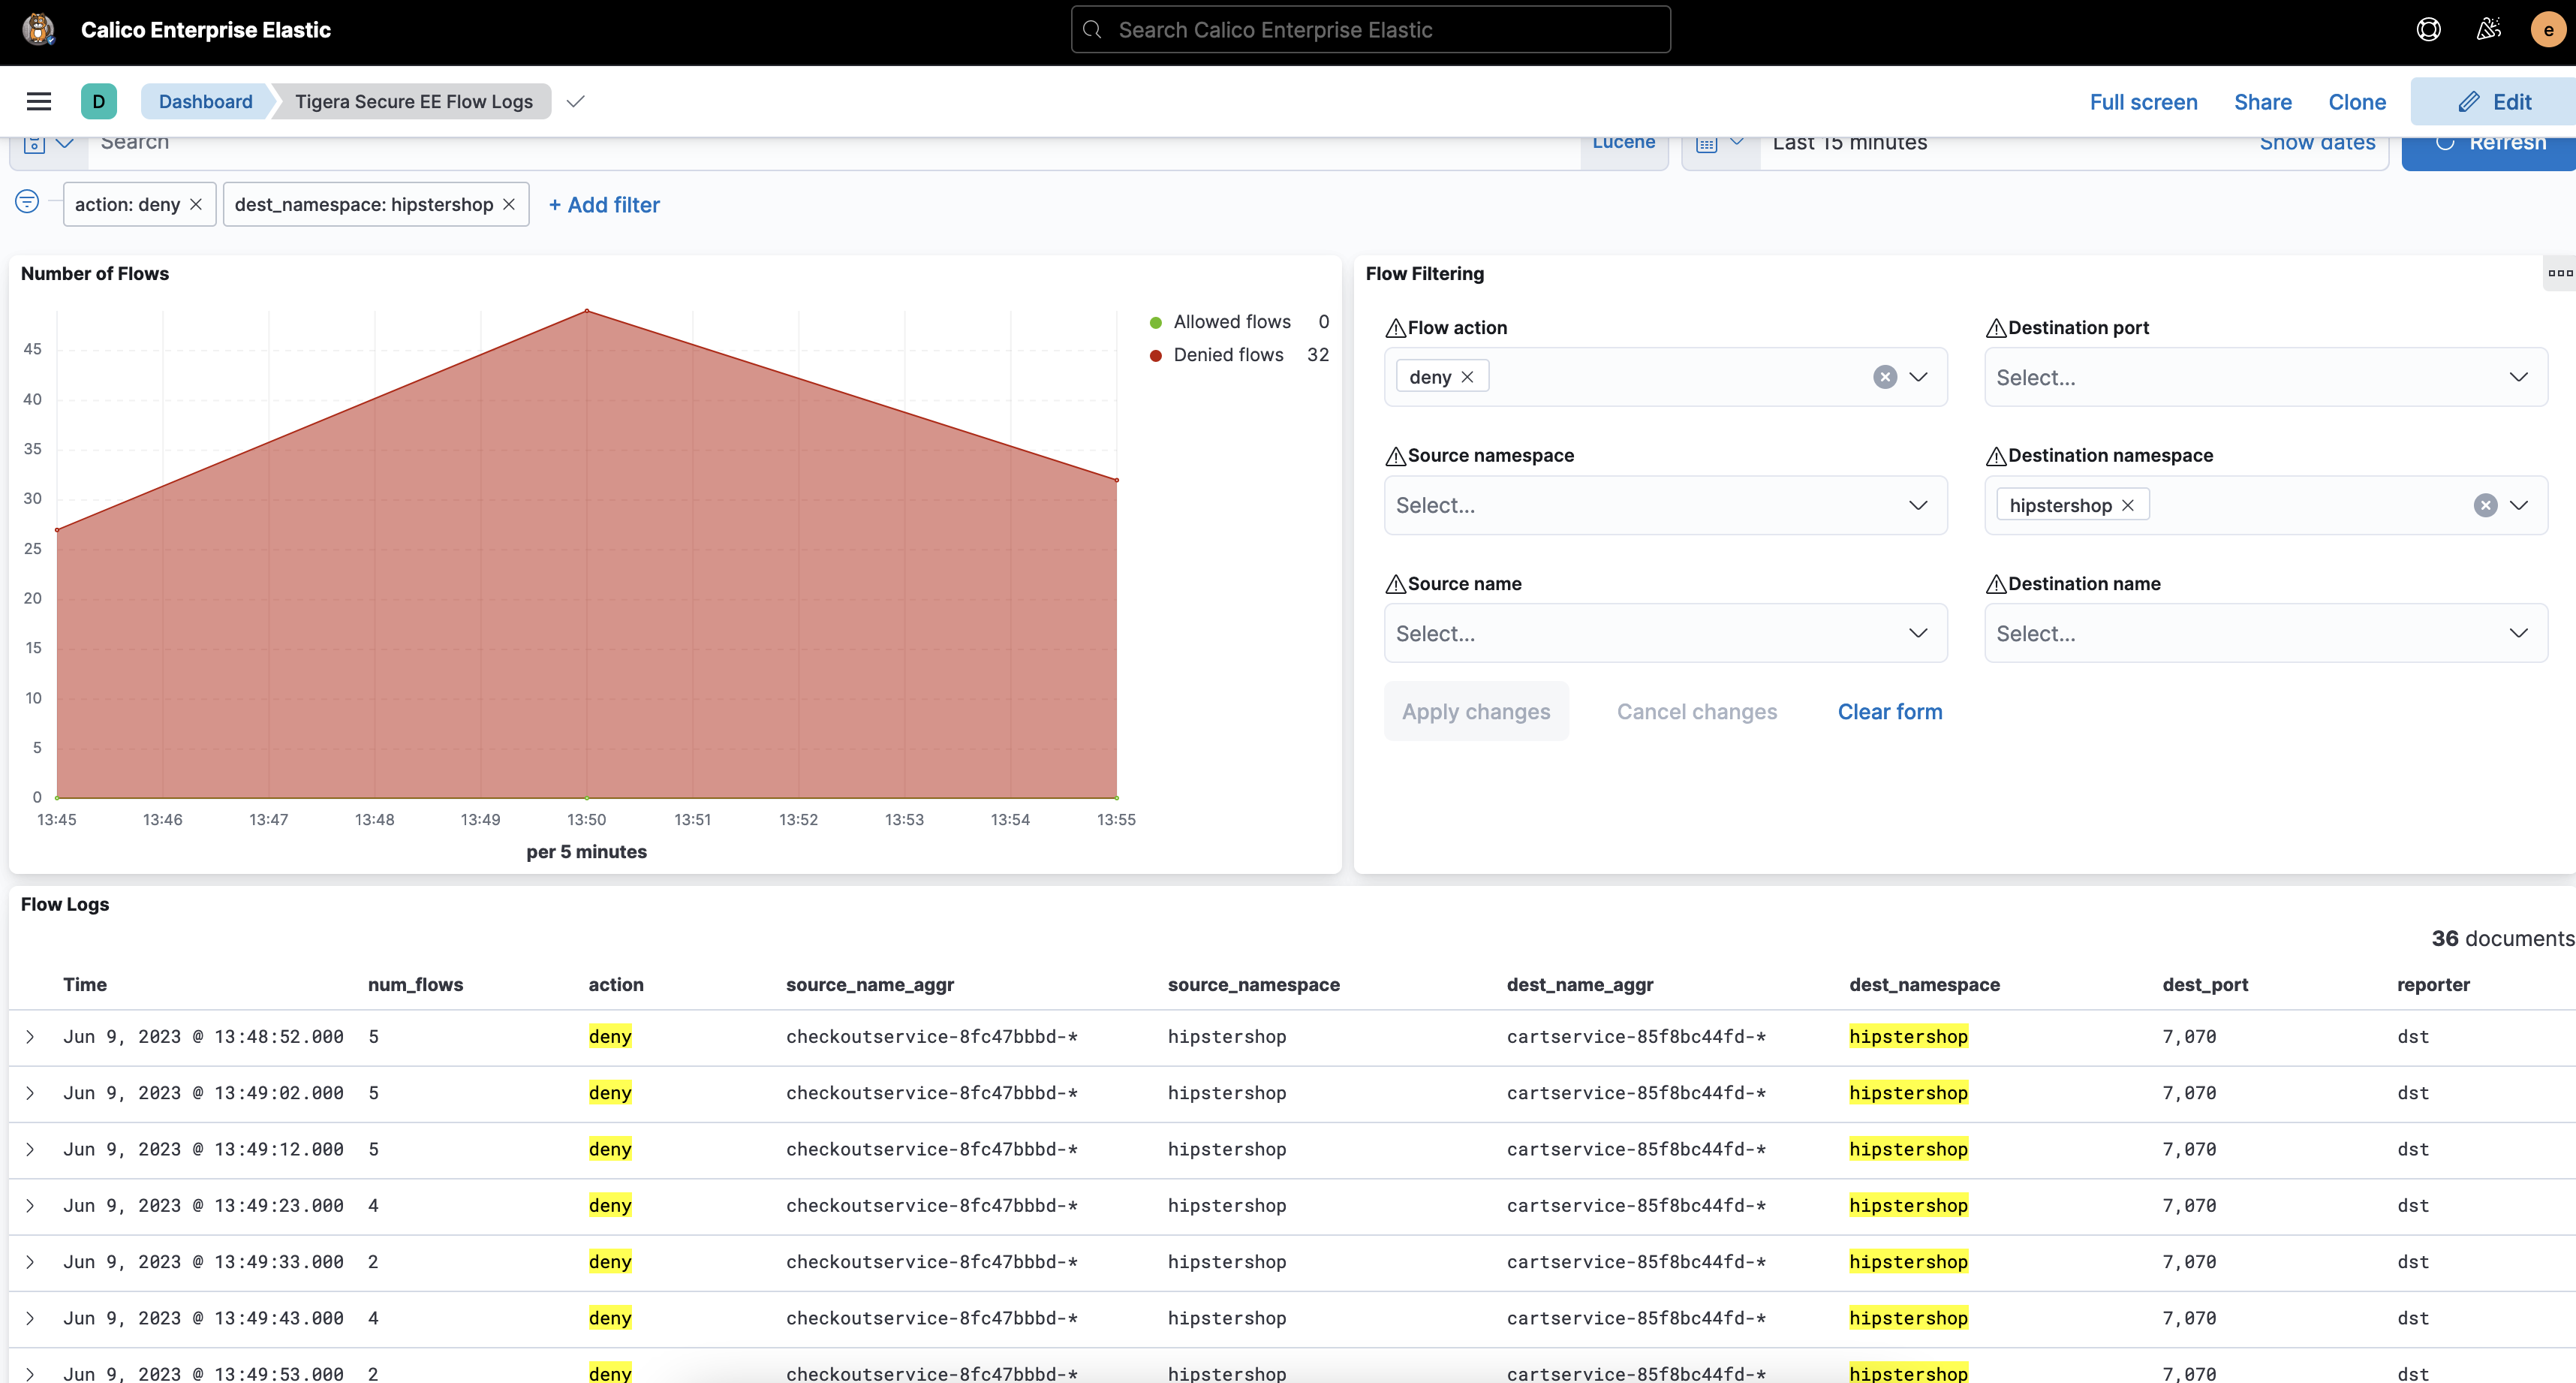 Calico Enterprise Elastic
Search Calico Enterprise Elastic
e
D
Dashboard
Tigera Secure EE Flow Logs
Full screen
Share
Clone
Edit
Search
Lucene
Last 15 minutes
Show dates
Refresh
action: deny
dest_namespace: hipstershop
+ Add filter
Number of Flows
Allowed flows 0
Denied flows 32
45
40
35
30
25
20
15
10
5
0
13:45 13:46 13:47 13:48 13:49 13:50 13:51 13:52 13:53 13:54 13:55
per 5 minutes
Flow Filtering
Flow action
deny
Destination port
Select...
Source namespace
Select...
Destination namespace
hipstershop
Source name
Select...
Destination name
Select...
Apply changes
Cancel changes
Clear form
Flow Logs
36 documents
Time num_flows action source_name_aggr source_namespace dest_name_aggr dest_namespace dest_port reporter
Jun 9, 2023 @ 13:48:52.000 5 deny checkoutservice-8fc47bbbd-* hipstershop cartservice-85f8bc44fd-* hipstershop 7,070 dst
Jun 9, 2023 @ 13:49:02.000 5 deny checkoutservice-8fc47bbbd-* hipstershop cartservice-85f8bc44fd-* hipstershop 7,070 dst
Jun 9, 2023 @ 13:49:12.000 5 deny checkoutservice-8fc47bbbd-* hipstershop cartservice-85f8bc44fd-* hipstershop 7,070 dst
Jun 9, 2023 @ 13:49:23.000 4 deny checkoutservice-8fc47bbbd-* hipstershop cartservice-85f8bc44fd-* hipstershop 7,070 dst
Jun 9, 2023 @ 13:49:33.000 2 deny checkoutservice-8fc47bbbd-* hipstershop cartservice-85f8bc44fd-* hipstershop 7,070 dst
Jun 9, 2023 @ 13:49:43.000 4 deny checkoutservice-8fc47bbbd-* hipstershop cartservice-85f8bc44fd-* hipstershop 7,070 dst
Jun 9, 2023 @ 13:49:53.000 2 deny checkoutservice-8fc47bbbd-* hipstershop cartservice-85f8bc44fd-* hipstershop 7,070 dst